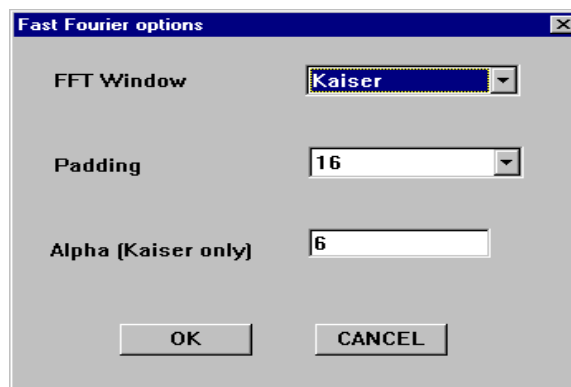 Fast Fourier options
FFT Window Kaiser
Padding 16
Alpha (Kaiser only) 6
OK CANCEL